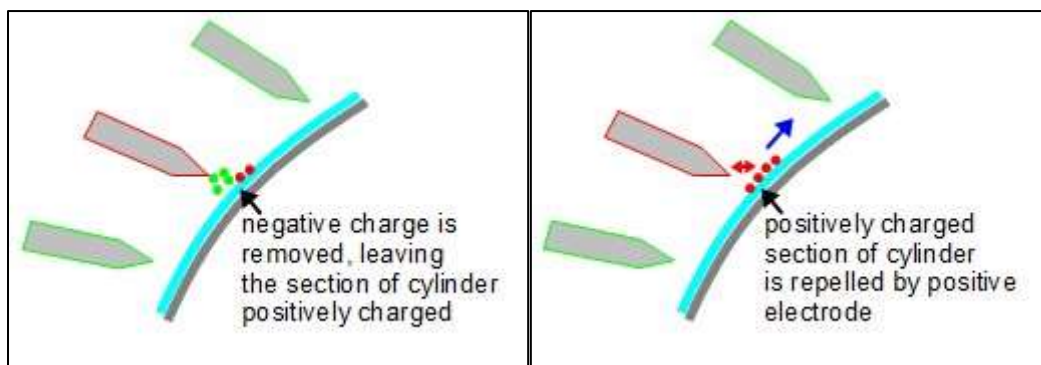 negative charge is
removed, leaving
the section of cylinder
positively charged
positively charged
section of cylinder
is repelled by positive
electrode